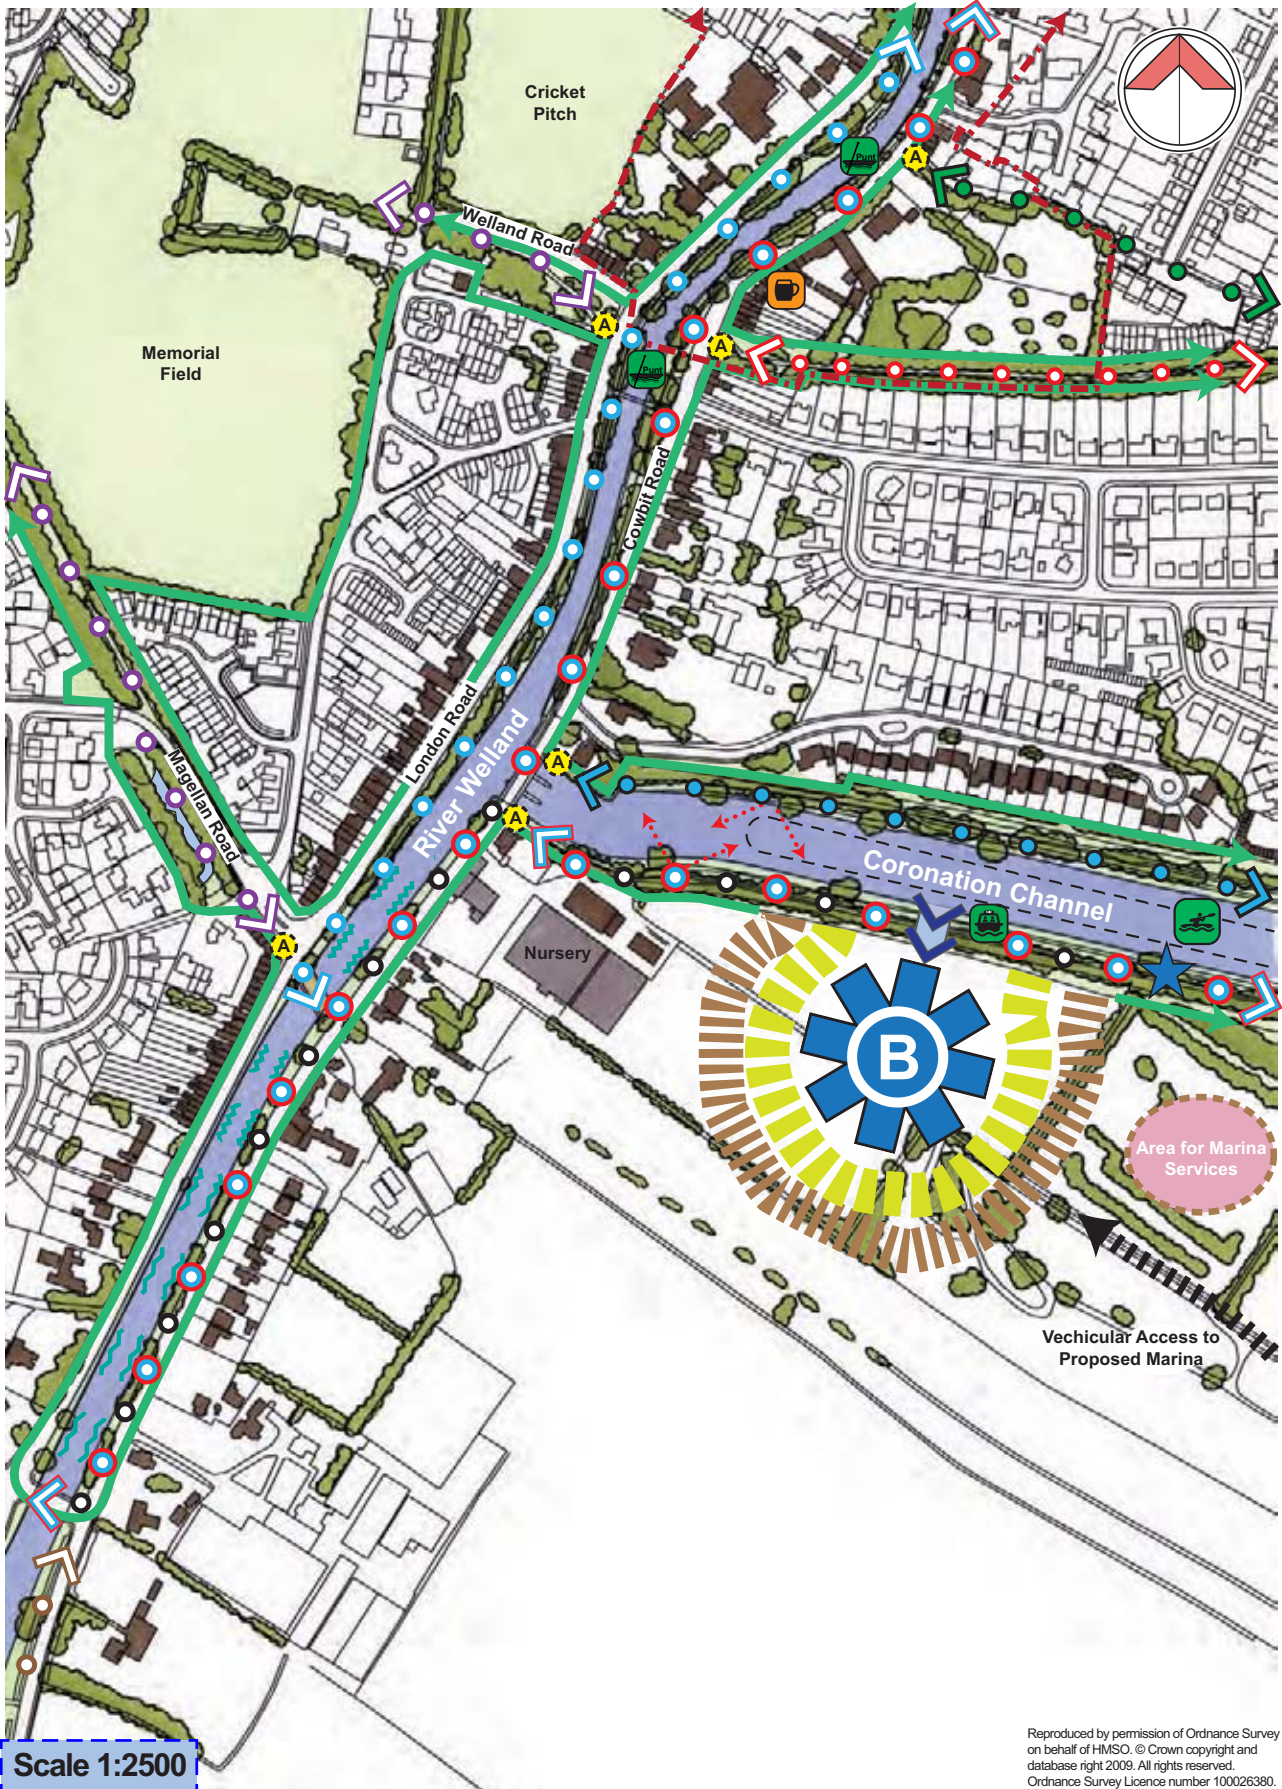 Cricket
Pitch
Punt
A
Welland Road
A
A
Punt
Memorial
Field
Cowbit Road
London Road
River Welland
A
A
Magellan Road
Coronation Channel
A
Nursery
B
Area for Marina
Services
Vechicular Access to
Proposed Marina
Scale 1:2500
Reproduced by permission of Ordnance Survey
on behalf of HMSO. © Crown copyright and
database right 2009. All rights reserved.
Ordnance Survey Licence number 100026380.